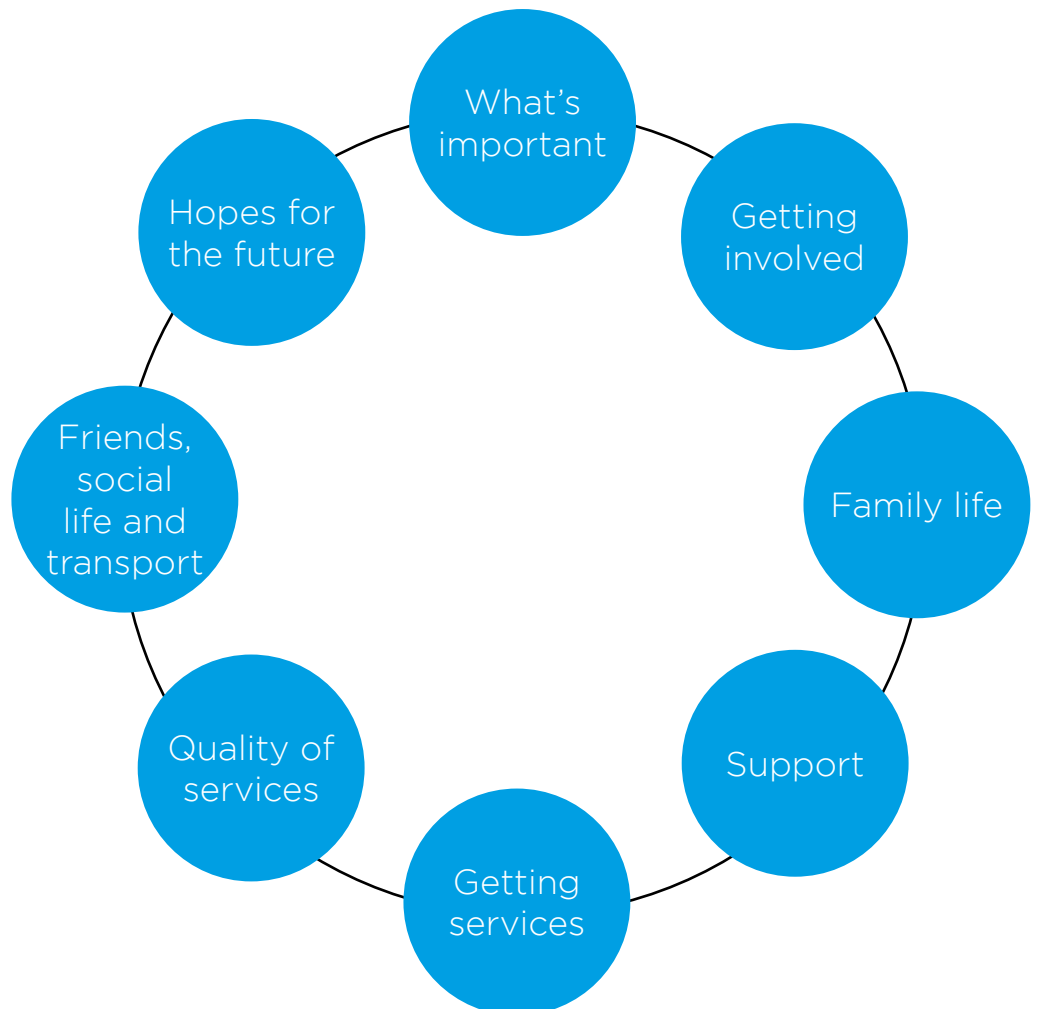 What’s
important
Getting
involved
Family life
Support
Getting
services
Quality of
services
Friends,
social
life and
transport
Hopes for
the future